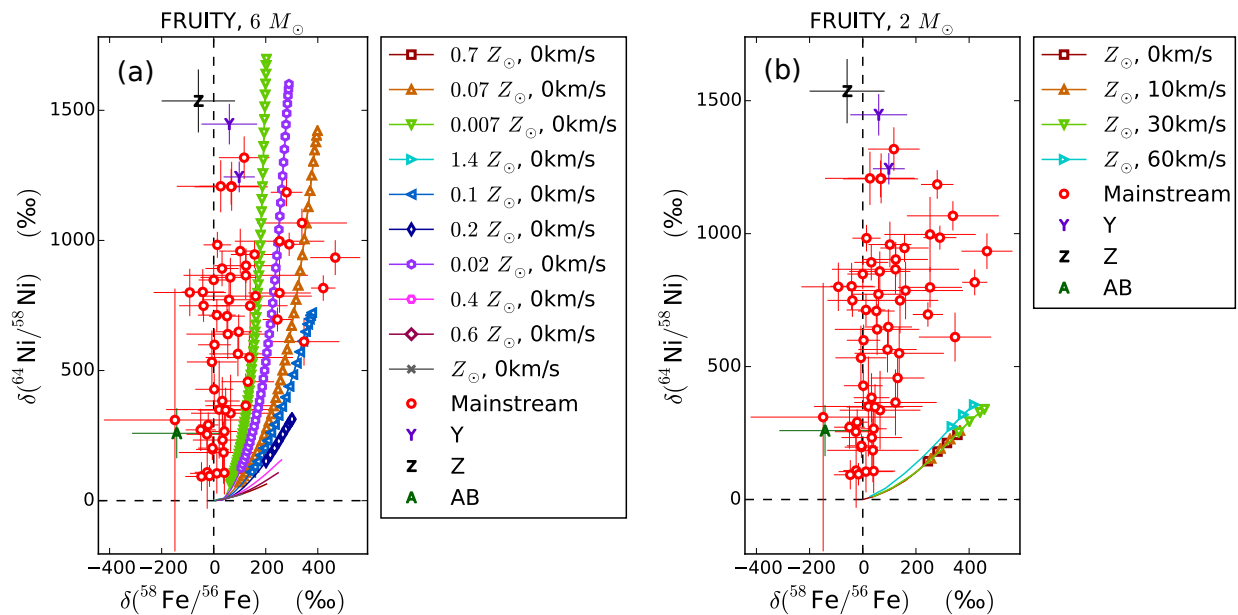 FRUITY, 6 M⊙
(a)
1500
1000
500
0
δ(⁶⁴Ni/⁵⁸Ni) (‰)
−400 −200 0 200 400
δ(⁵⁸Fe/⁵⁶Fe) (‰)
0.7 Z⊙, 0km/s
0.07 Z⊙, 0km/s
0.007 Z⊙, 0km/s
1.4 Z⊙, 0km/s
0.1 Z⊙, 0km/s
0.2 Z⊙, 0km/s
0.02 Z⊙, 0km/s
0.4 Z⊙, 0km/s
0.6 Z⊙, 0km/s
Z⊙, 0km/s
Mainstream
Y
Z
AB
Z
Y
Y
A
FRUITY, 2 M⊙
(b)
1500
1000
500
0
δ(⁶⁴Ni/⁵⁸Ni) (‰)
−400 −200 0 200 400
δ(⁵⁸Fe/⁵⁶Fe) (‰)
Z⊙, 0km/s
Z⊙, 10km/s
Z⊙, 30km/s
Z⊙, 60km/s
Mainstream
Y
Z
AB
Z
Y
Y
A